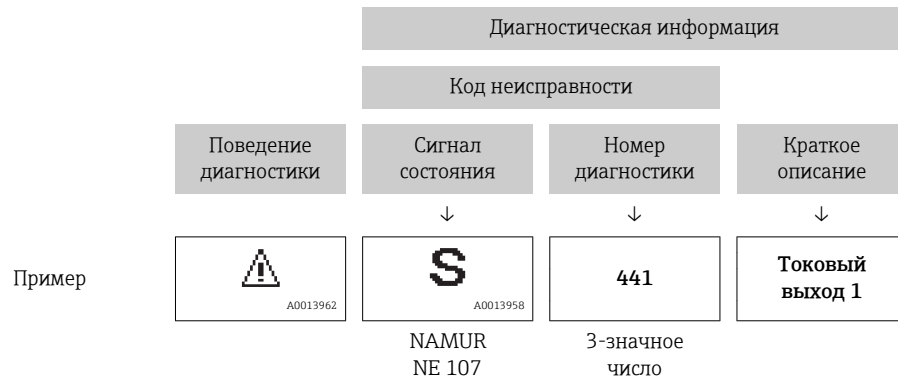 Диагностическая информация
Код неисправности
Поведение диагностики
Сигнал состояния
Номер диагностики
Краткое описание
↓ ↓ ↓
Пример
A0013962
S
A0013958
441
Токовый выход 1
NAMUR NE 107
3-значное число